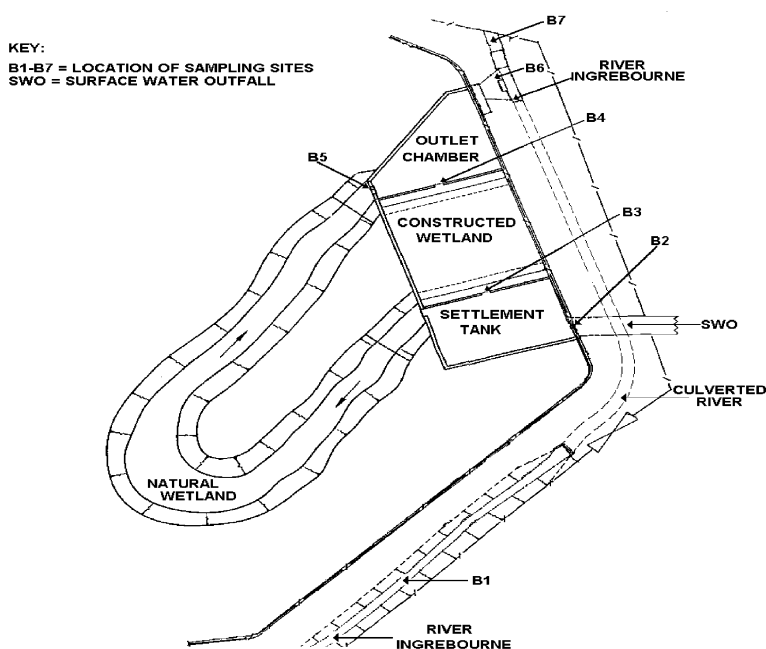 KEY:
B1-B7 = LOCATION OF SAMPLING SITES
SWO = SURFACE WATER OUTFALL
B7
B6
RIVER
INGREBOURNE
B4
OUTLET
CHAMBER
B5
B3
CONSTRUCTED
WETLAND
B2
SETTLEMENT
TANK
SWO
CULVERTED
RIVER
NATURAL
WETLAND
B1
RIVER
INGREBOURNE